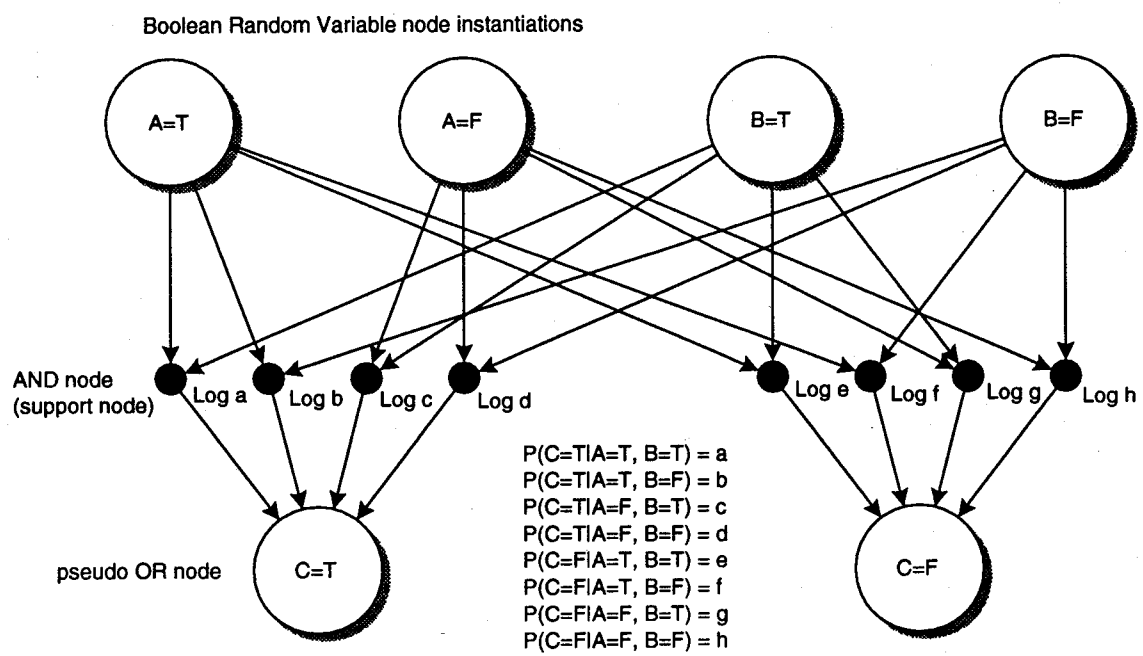 Boolean Random Variable node instantiations
A=T
A=F
B=T
B=F
AND node
(support node)
Log a
Log b
Log c
Log d
Log e
Log f
Log g
Log h
P(C=T|A=T, B=T) = a
P(C=T|A=T, B=F) = b
P(C=T|A=F, B=T) = c
P(C=T|A=F, B=F) = d
P(C=F|A=T, B=T) = e
P(C=F|A=T, B=F) = f
P(C=F|A=F, B=T) = g
P(C=F|A=F, B=F) = h
pseudo OR node
C=T
C=F